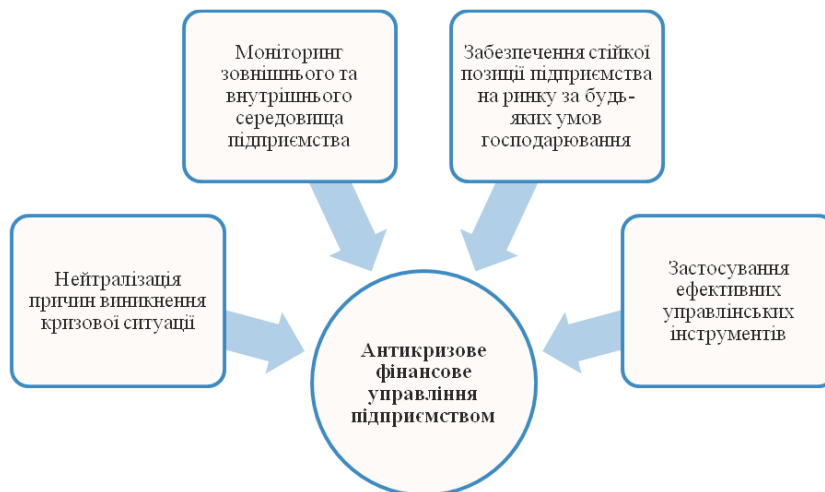 Моніторинг
зовнішнього та
внутрішнього
середовища
підприємства
Забезпечення стійкої
позиції підприємства
на ринку за будь-
яких умов
господарювання
Нейтралізація
причин виникнення
кризової ситуації
Застосування
ефективних
управлінських
інструментів
Антикризове
фінансове
управління
підприємством